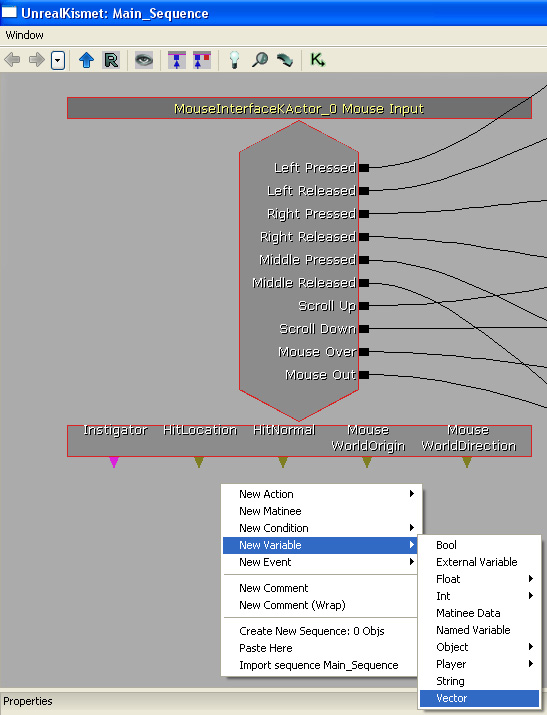 UnrealKismet: Main_Sequence
Window
R
K
MouseInterfaceKActor_0 Mouse Input
Left Pressed
Left Released
Right Pressed
Right Released
Middle Pressed
Middle Released
Scroll Up
Scroll Down
Mouse Over
Mouse Out
Instigator HitLocation HitNormal Mouse WorldOrigin Mouse WorldDirection
New Action
New Matinee
New Condition
New Variable
New Event
New Comment
New Comment (Wrap)
Create New Sequence: 0 Objs
Paste Here
Import sequence Main_Sequence
Bool
External Variable
Float
Int
Matinee Data
Named Variable
Object
Player
String
Vector
Properties